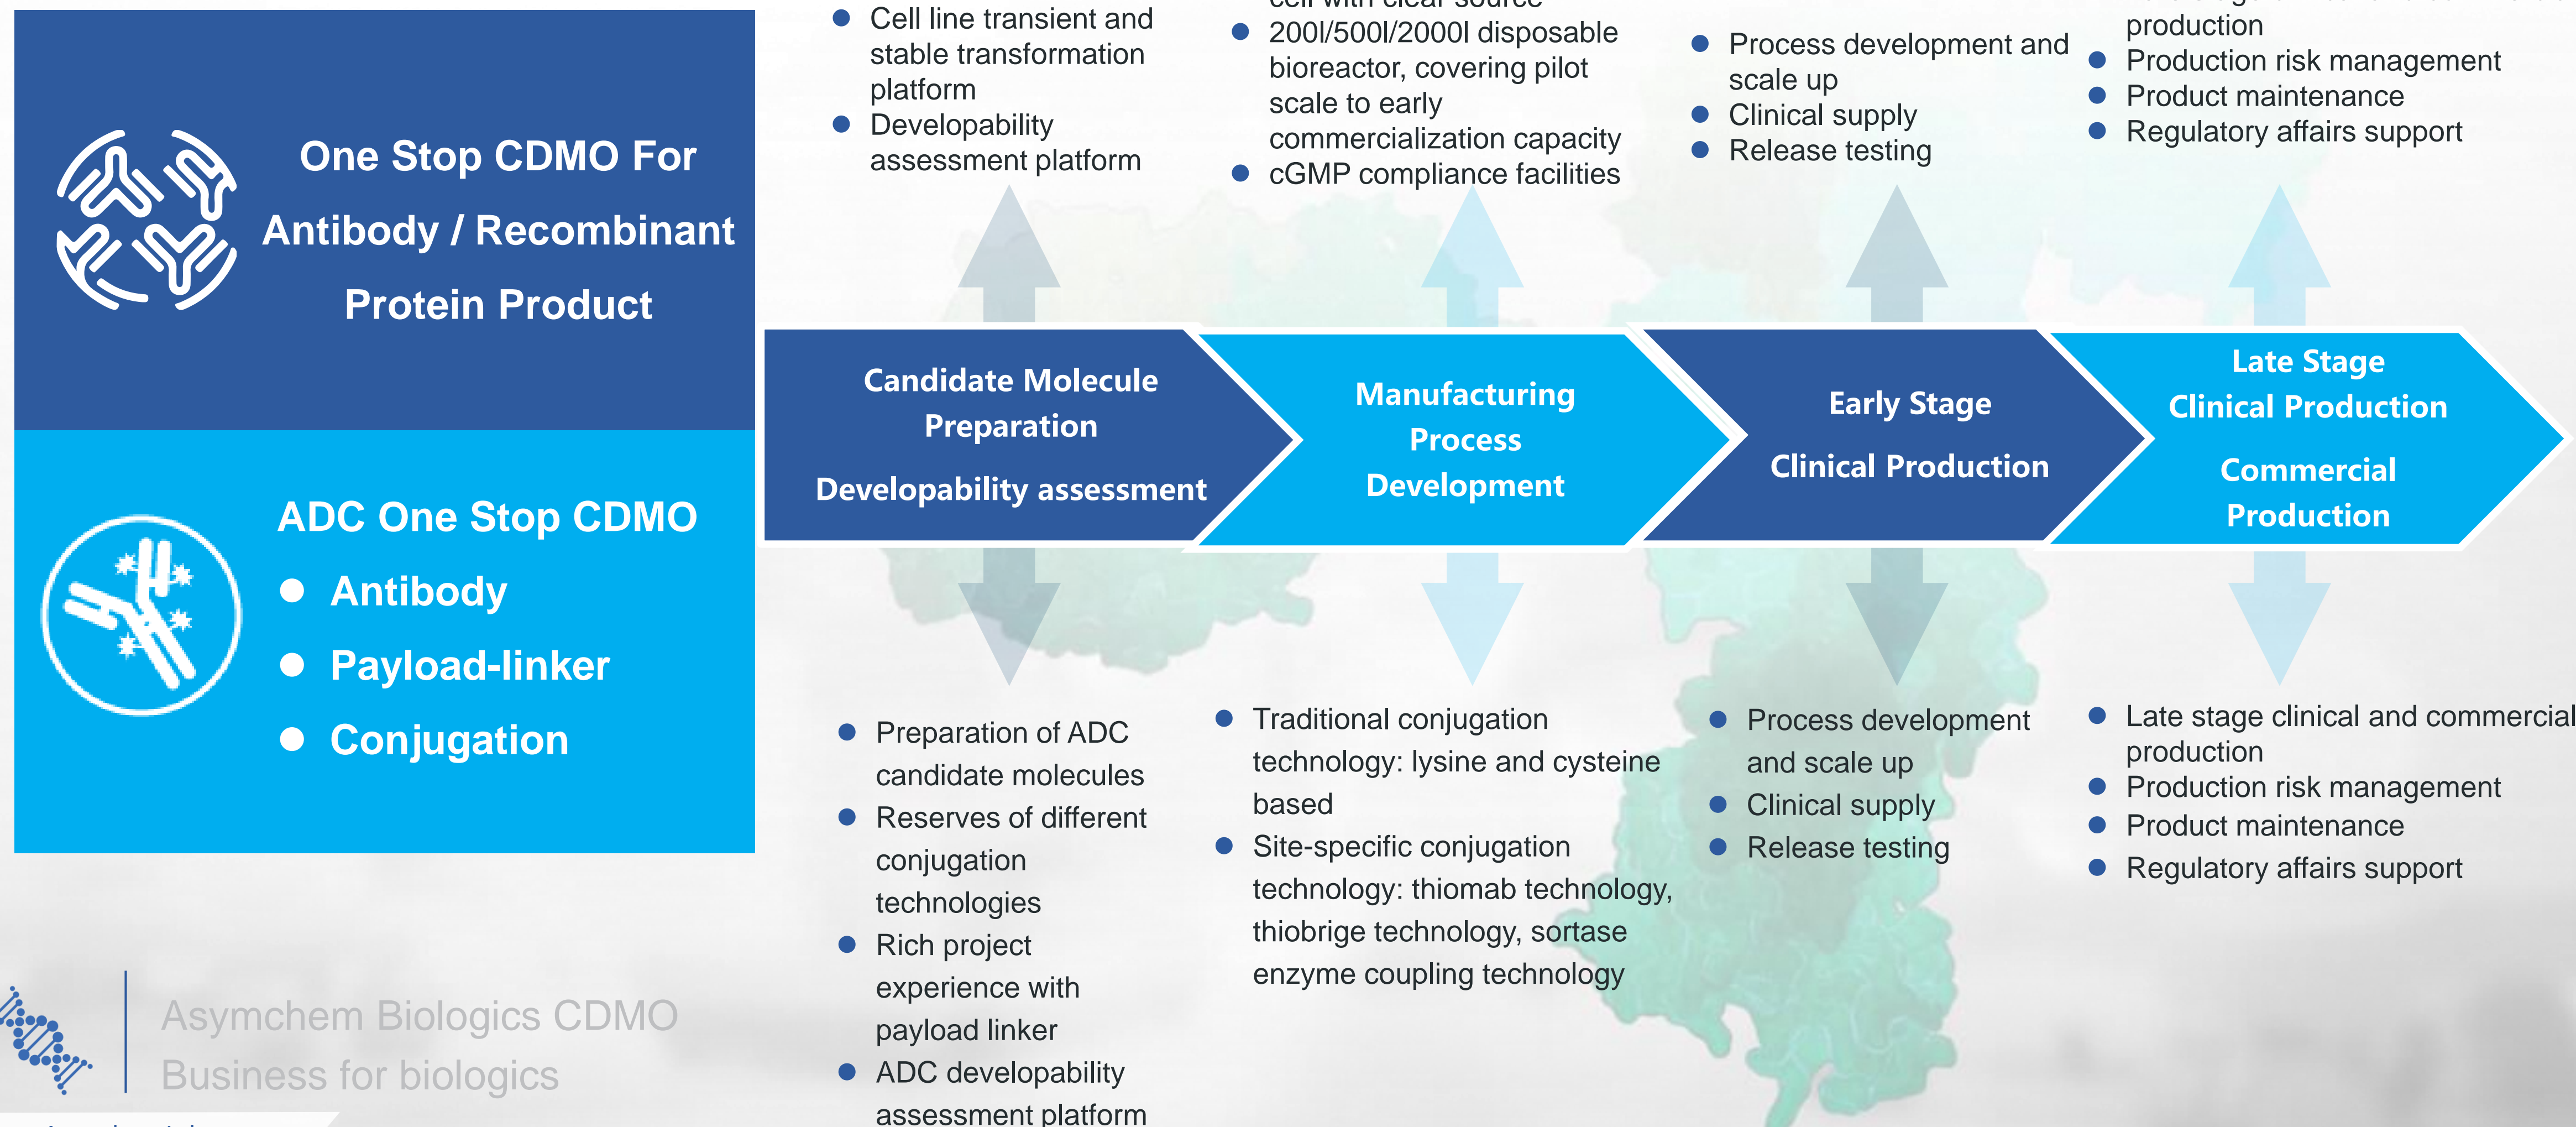 One Stop CDMO For
Antibody / Recombinant
Protein Product
ADC One Stop CDMO
● Antibody
● Payload-linker
● Conjugation
● Cell line transient and
stable transformation
platform
● Developability
assessment platform
cell with clear source
● 200l/500l/2000l disposable
bioreactor, covering pilot
scale to early
commercialization capacity
● cGMP compliance facilities
● Process development and
scale up
● Clinical supply
● Release testing
production
● Production risk management
● Product maintenance
● Regulatory affairs support
Candidate Molecule
Preparation
Developability assessment
Manufacturing
Process
Development
Early Stage
Clinical Production
Late Stage
Clinical Production
Commercial
Production
● Preparation of ADC
candidate molecules
● Reserves of different
conjugation
technologies
● Rich project
experience with
payload linker
● ADC developability
assessment platform
● Traditional conjugation
technology: lysine and cysteine
based
● Site-specific conjugation
technology: thiomab technology,
thiobrige technology, sortase
enzyme coupling technology
● Process development
and scale up
● Clinical supply
● Release testing
● Late stage clinical and commercial
production
● Production risk management
● Product maintenance
● Regulatory affairs support
Asymchem Biologics CDMO
Business for biologics